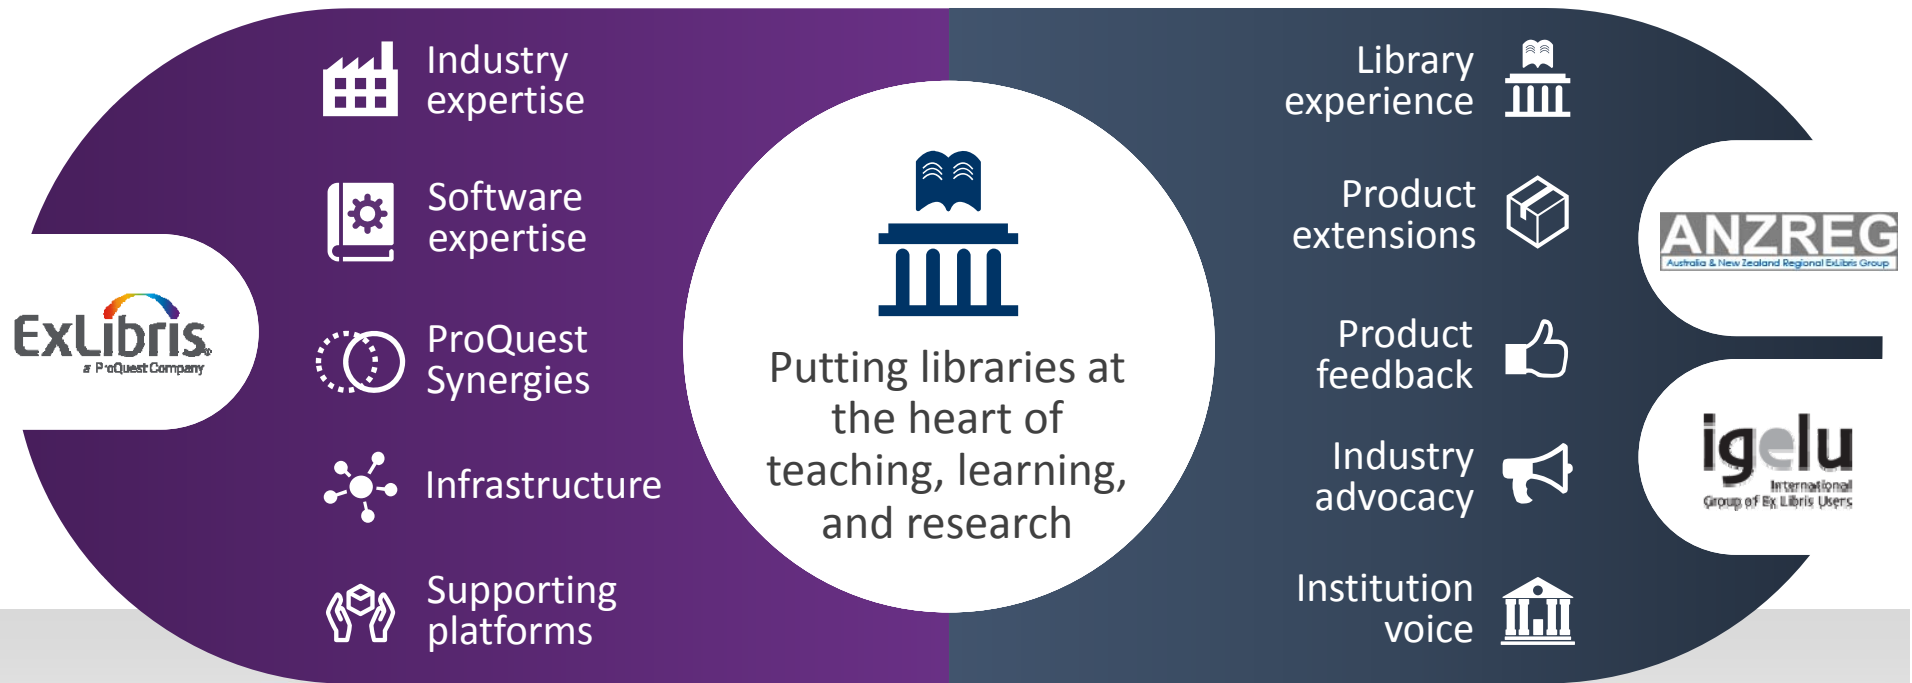 Industry
expertise
Software
expertise
ExLibris®
a ProQuest Company
ProQuest
Synergies
Infrastructure
Supporting
platforms
Putting libraries at
the heart of
teaching, learning,
and research
Library
experience
Product
extensions
Product
feedback
Industry
advocacy
Institution
voice
ANZREG
Australia & New Zealand Regional ExLibris Group
igelu
International
Group of Ex Libris Users